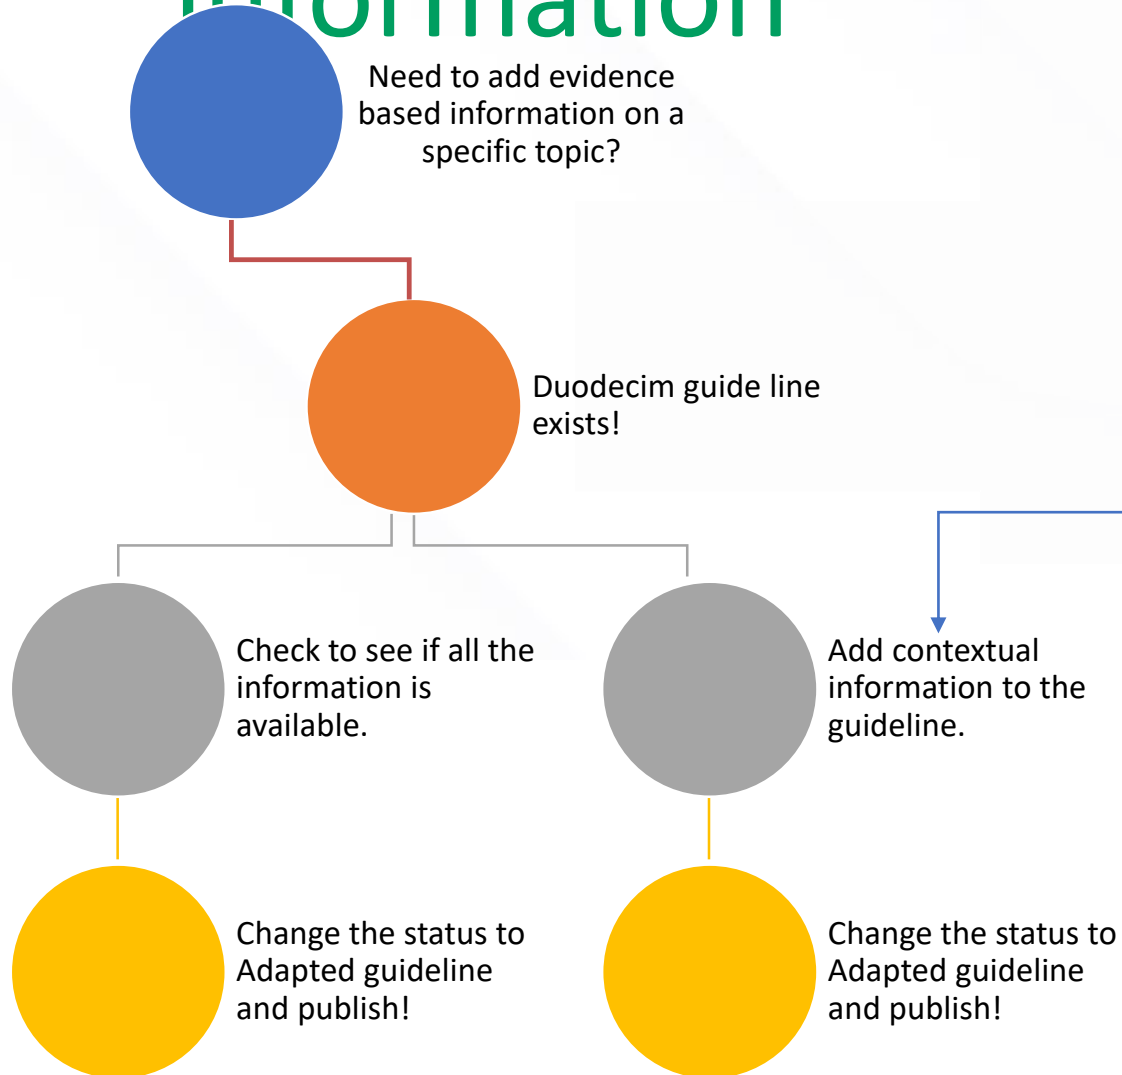 information
Need to add evidence
based information on a
specific topic?
Duodecim guide line
exists!
Check to see if all the
information is
available.
Add contextual
information to the
guideline.
Change the status to
Adapted guideline
and publish!
Change the status to
Adapted guideline
and publish!